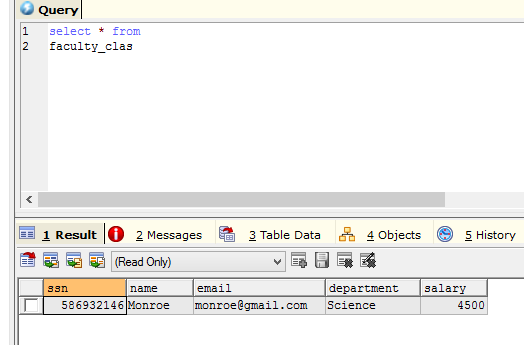 Query
1 select * from
2 faculty_clas
1 Result 2 Messages 3 Table Data 4 Objects 5 History
(Read Only)
ssn name email department salary
586932146 Monroe monroe@gmail.com Science 4500